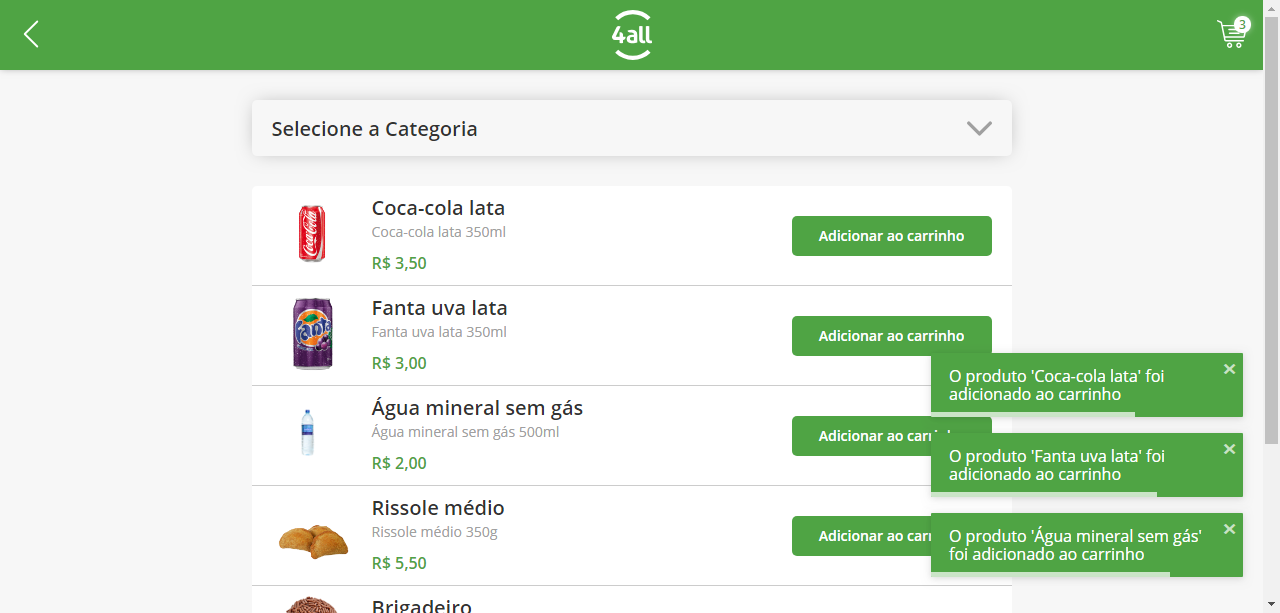 4all
3
Selecione a Categoria
Coca-cola lata
Coca-cola lata 350ml
R$ 3,50
Adicionar ao carrinho
Fanta uva lata
Fanta uva lata 350ml
R$ 3,00
Adicionar ao carrinho
Água mineral sem gás
Água mineral sem gás 500ml
R$ 2,00
Adicionar ao carrinho
Rissole médio
Rissole médio 350g
R$ 5,50
Adicionar ao carr
Brigadeiro
O produto 'Coca-cola lata' foi
adicionado ao carrinho
O produto 'Fanta uva lata' foi
adicionado ao carrinho
O produto 'Água mineral sem gás'
foi adicionado ao carrinho
Coca-Cola
Fanta